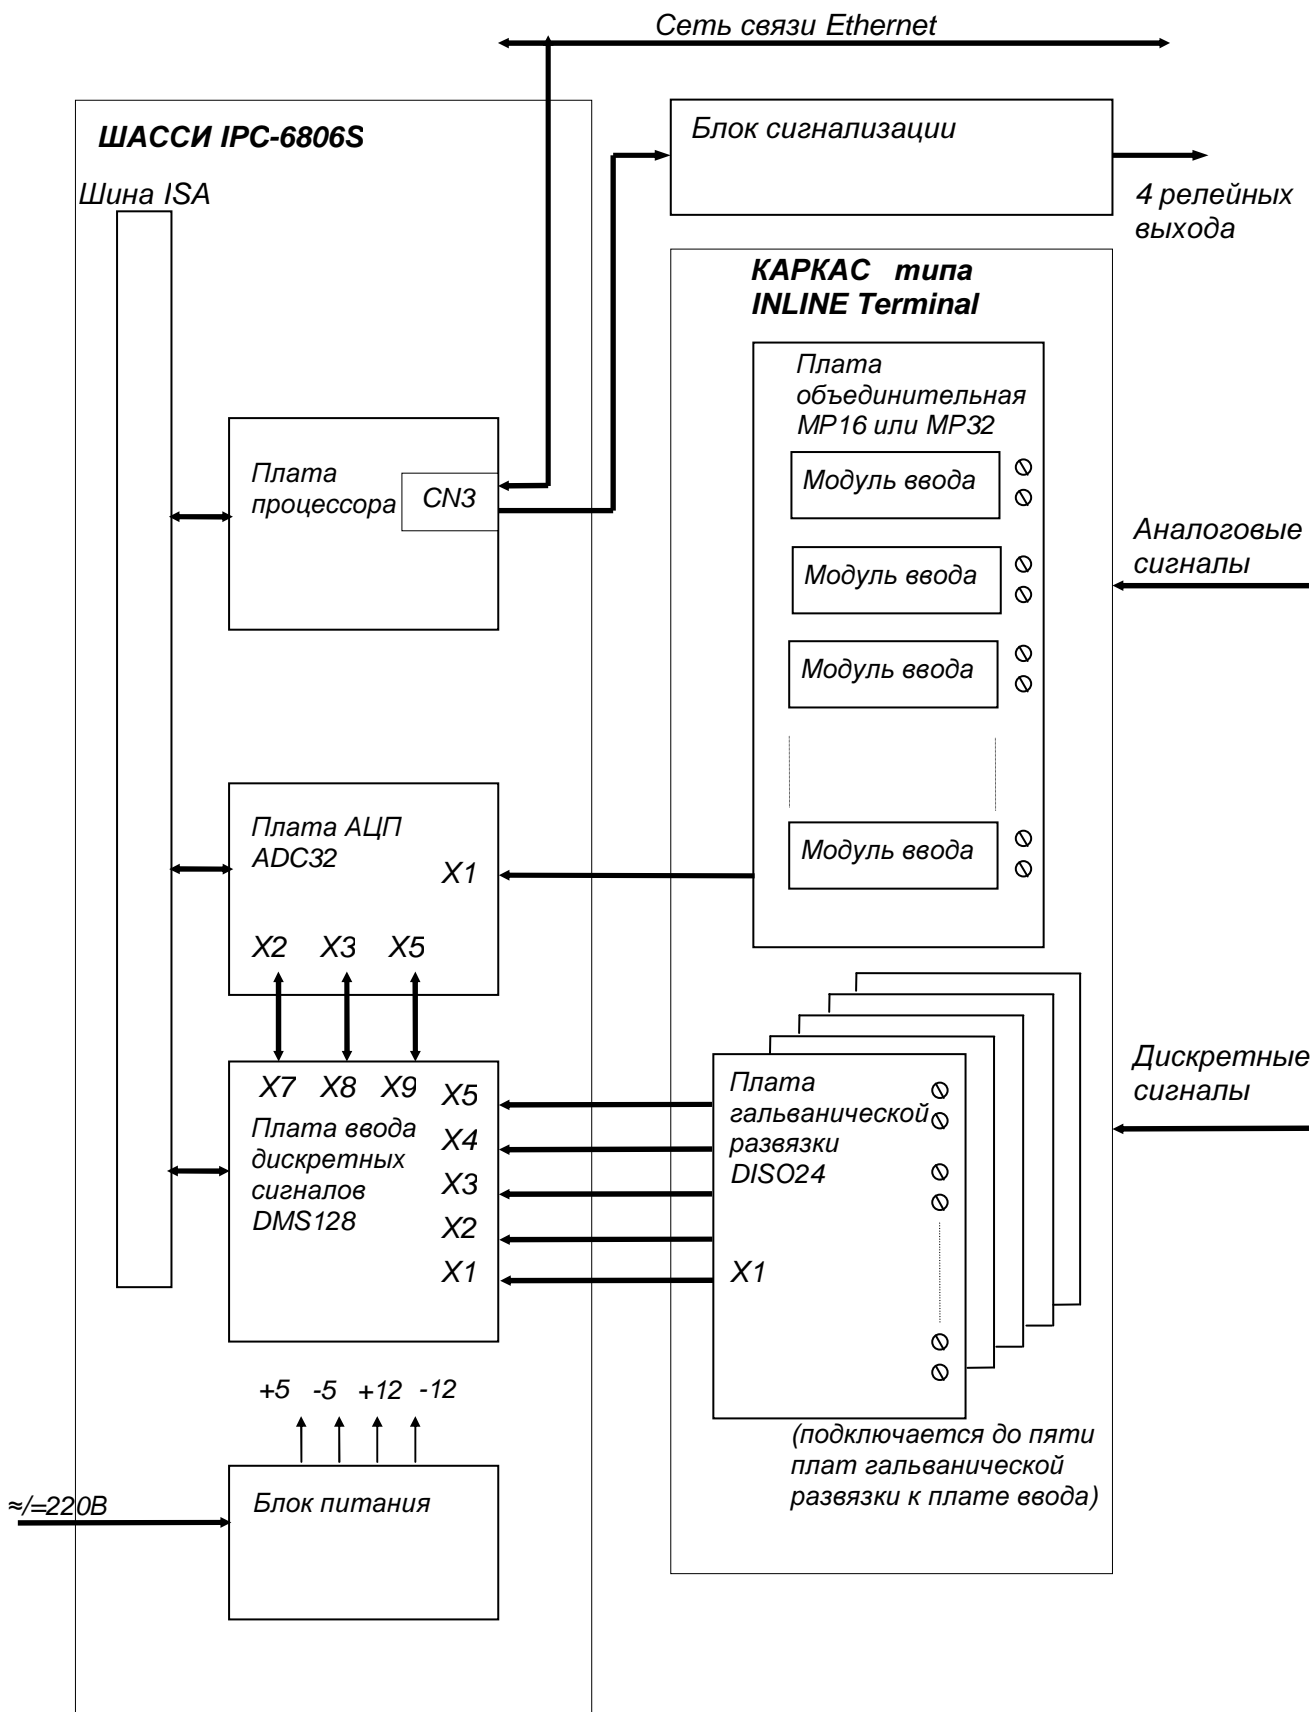 Сеть связи Ethernet
ШАССИ IPC-6806S
Шина ISA
Блок сигнализации
4 релейных
выхода
КАРКАС типа
INLINE Terminal
Плата
объединительная
МР16 или МР32
Модуль ввода
Модуль ввода
Модуль ввода
Модуль ввода
Аналоговые
сигналы
Плата
процессора
CN3
Плата АЦП
ADC32
X1
X2 X3 X5
X7 X8 X9
X5
X4
X3
X2
X1
Плата ввода
дискретных
сигналов
DMS128
Плата
гальванической
развязки
DISO24
X1
Дискретные
сигналы
(подключается до пяти
плат гальванической
развязки к плате ввода)
+5 -5 +12 -12
≈/=220В
Блок питания